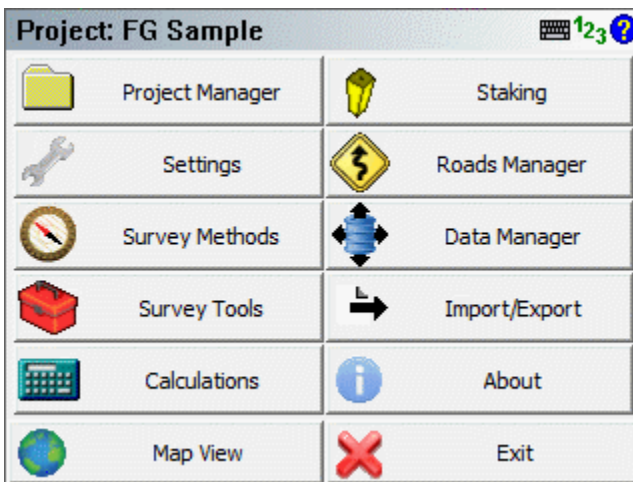 Project: FG Sample 123 ?
Project Manager Staking
Settings Roads Manager
Survey Methods Data Manager
Survey Tools Import/Export
Calculations About
Map View Exit